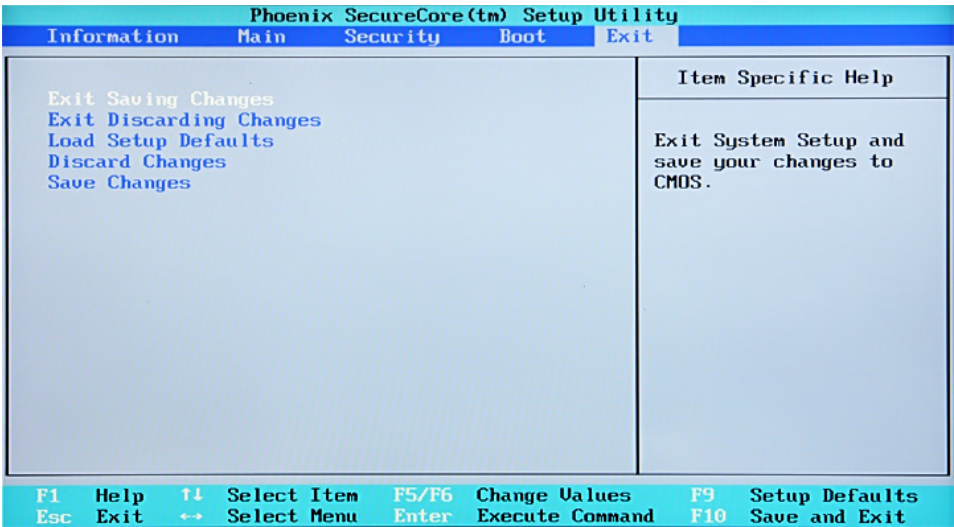 Phoenix SecureCore(tm) Setup Utility
Information Main Security Boot Exit
Item Specific Help
Exit Saving Changes
Exit Discarding Changes
Load Setup Defaults
Discard Changes
Save Changes
Exit System Setup and
save your changes to
CMOS.
F1 Help ↑↓ Select Item F5/F6 Change Values F9 Setup Defaults
Esc Exit ↔ Select Menu Enter Execute Command F10 Save and Exit